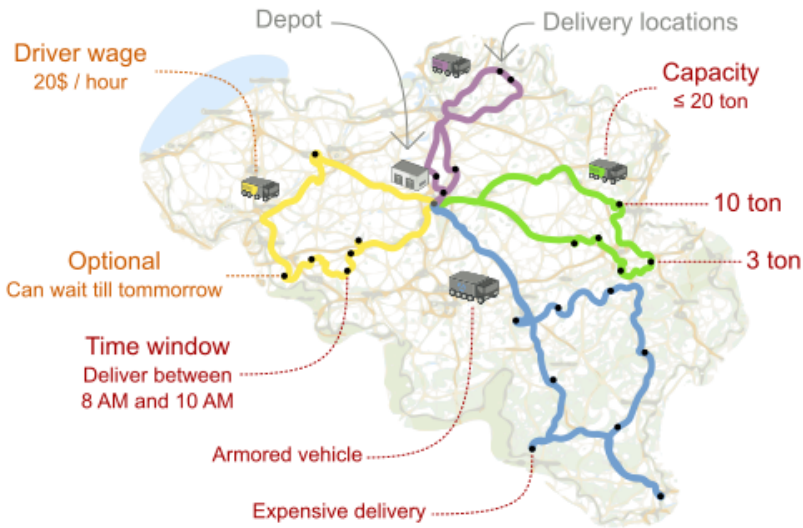 Depot
Delivery locations
Driver wage
20$ / hour
Capacity
≤ 20 ton
10 ton
3 ton
Optional
Can wait till tommorrow
Time window
Deliver between
8 AM and 10 AM
Armored vehicle
Expensive delivery